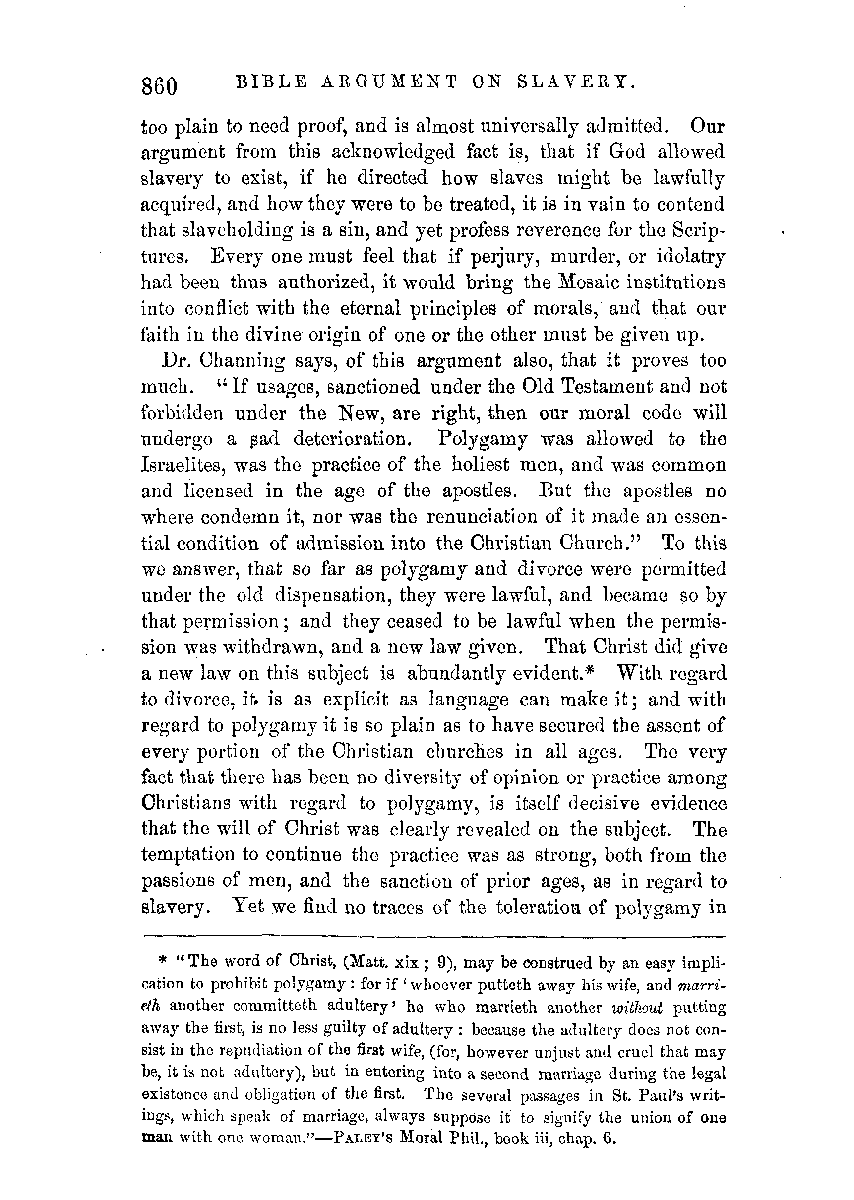 860 BIBLE ARGUMENT ON SLAVERY.
too plain to need proof, and is almost universally admitted. Our
argument from this acknowledged fact is, that if God allowed
slavery to exist, if he directed how slaves might be lawfully
acquired, and how they were to be treated, it is in vain to contend
that slaveholding is a sin, and yet profess reverence for the Scrip-
tures. Every one must feel that if perjury, murder, or idolatry
had been thus authorized, it would bring the Mosaic institutions
into conflict with the eternal principles of morals, and that our
faith in the divine origin of one or the other must be given up.
Dr. Channing says, of this argument also, that it proves too
much. "If usages, sanctioned under the Old Testament and not
forbidden under the New, are right, then our moral code will
undergo a sad deterioration. Polygamy was allowed to the
Israelites, was the practice of the holiest men, and was common
and licensed in the age of the apostles. But the apostles no
where condemn it, nor was the renunciation of it made an essen-
tial condition of admission into the Christian Church." To this
we answer, that so far as polygamy and divorce were permitted
under the old dispensation, they were lawful, and became so by
that permission; and they ceased to be lawful when the permis-
sion was withdrawn, and a new law given. That Christ did give
a new law on this subject is abundantly evident.* With regard
to divorce, it is as explicit as language can make it; and with
regard to polygamy it is so plain as to have secured the assent of
every portion of the Christian churches in all ages. The very
fact that there has been no diversity of opinion or practice among
Christians with regard to polygamy, is itself decisive evidence
that the will of Christ was clearly revealed on the subject. The
temptation to continue the practice was as strong, both from the
passions of men, and the sanction of prior ages, as in regard to
slavery. Yet we find no traces of the toleration of polygamy in
* "The word of Christ, (Matt. xix; 9), may be construed by an easy impli-
cation to prohibit polygamy: for if 'whoever putteth away his wife, and marri-
eth another committeth adultery' he who marrieth another without putting
away the first, is no less guilty of adultery: because the adultery does not con-
sist in the repudiation of the first wife, (for, however unjust and cruel that may
be, it is not adultery), but in entering into a second marriage during the legal
existence and obligation of the first. The several passages in St. Paul's writ-
ings, which speak of marriage, always suppose it to signify the union of one
man with one woman."—PALEY'S Moral Phil., book iii, chap. 6.